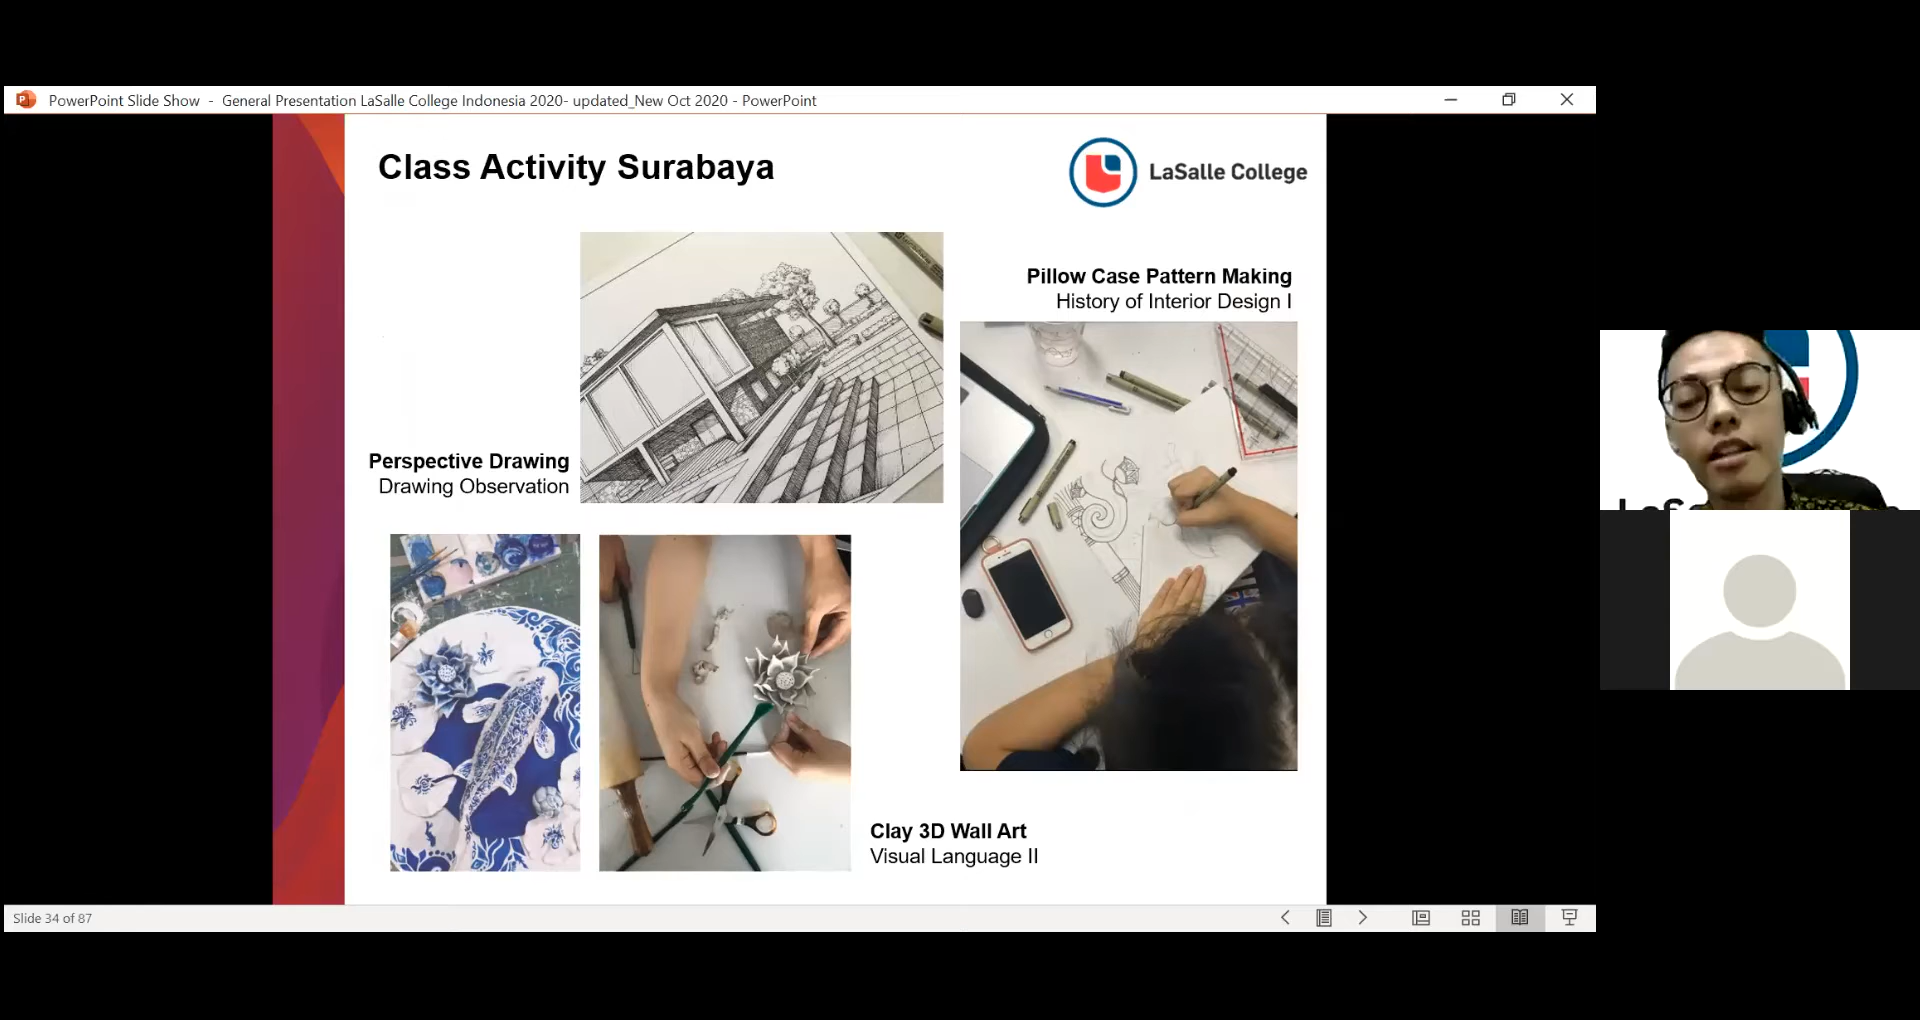 PowerPoint Slide Show - General Presentation LaSalle College Indonesia 2020- updated_New Oct 2020 - PowerPoint
Class Activity Surabaya
LaSalle College
Pillow Case Pattern Making
History of Interior Design I
Perspective Drawing
Drawing Observation
Clay 3D Wall Art
Visual Language II
Slide 34 of 87